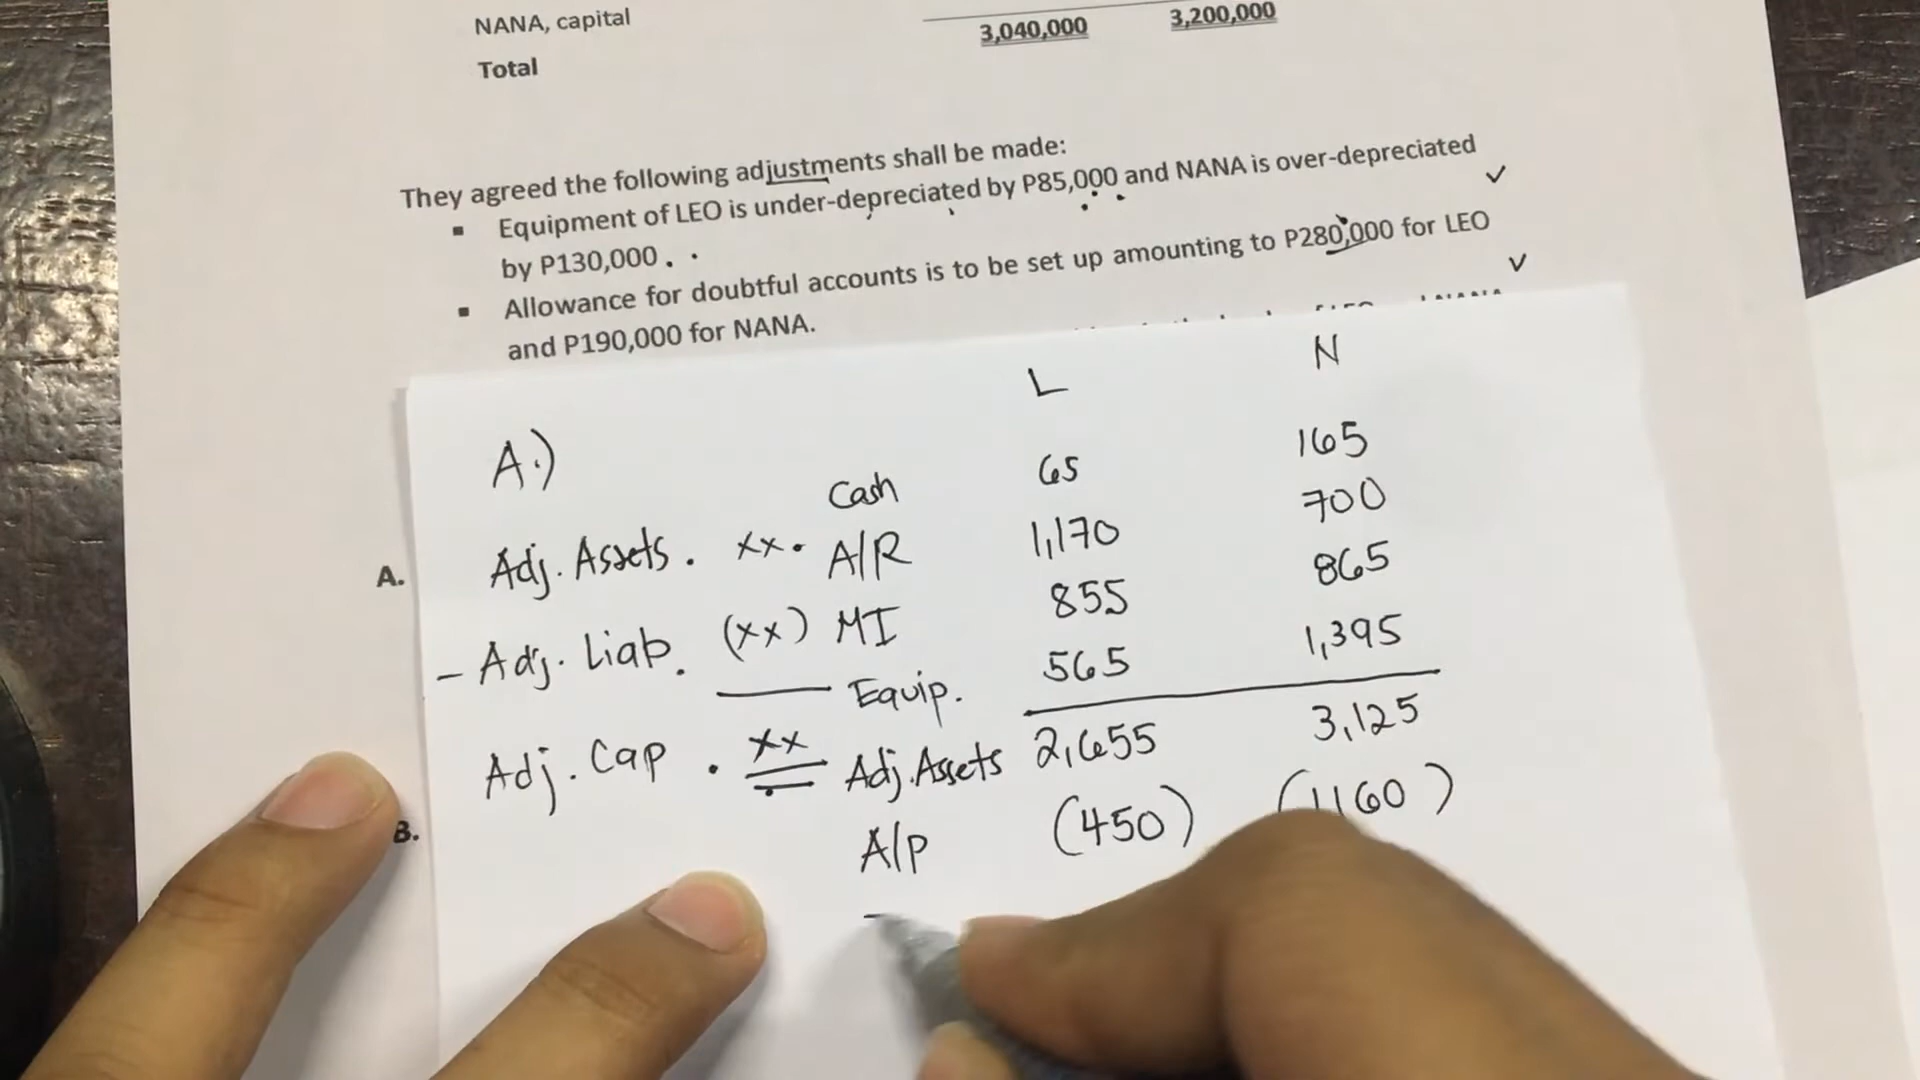 NANA, capital
3,040,000 3,200,000
Total
They agreed the following adjustments shall be made:
▪ Equipment of LEO is under-depreciated by P85,000 and NANA is over-depreciated ✓
by P130,000.
▪ Allowance for doubtful accounts is to be set up amounting to P280,000 for LEO ✓
and P190,000 for NANA.
L N
A.)
Cash 65 165
A. Adj. Assets. xx. A/R 1,170 700
- Adj. Liab. (xx) MI 855 865
Equip. 565 1,395
Adj. Cap. xx Adj. Assets 2,655 3,125
B. A/P (450) (1160)